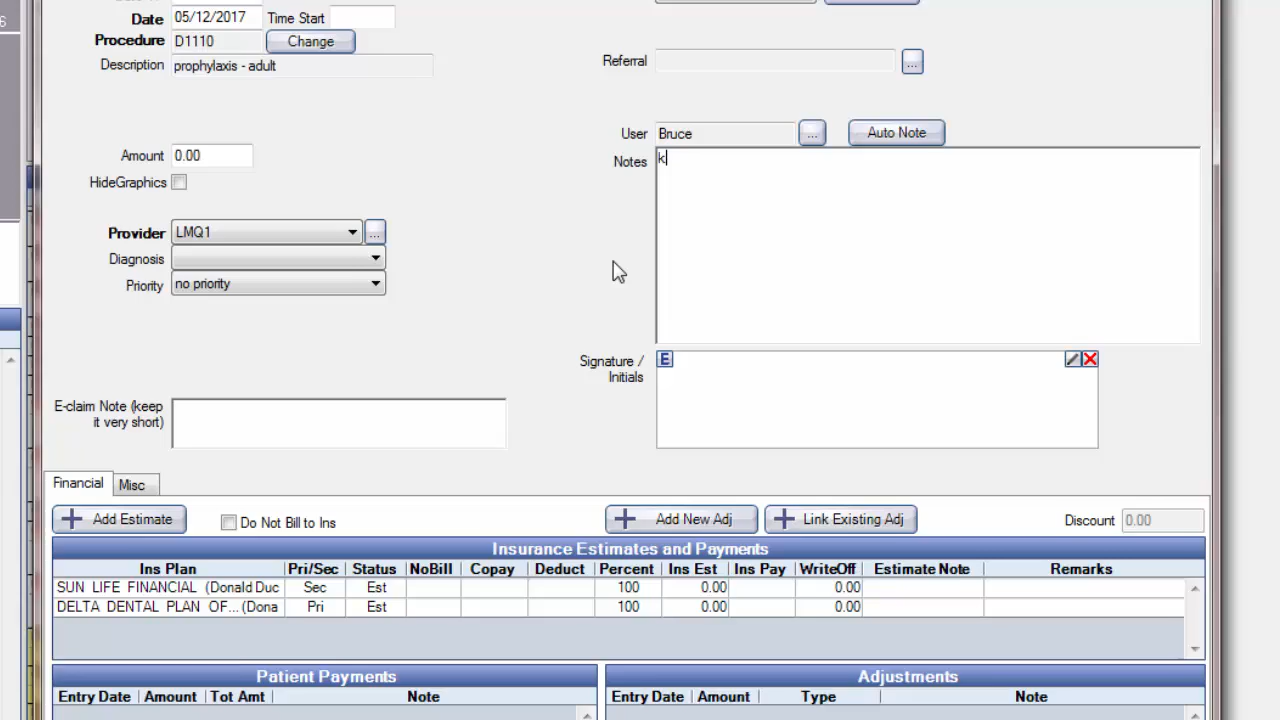 6
Date 05/12/2017 Time Start
Procedure D1110 Change
Description prophylaxis - adult
Referral ...
User Bruce ... Auto Note
Notes k
Amount 0.00
HideGraphics
Provider LMQ1 ...
Diagnosis
Priority no priority
Signature /
Initials
E
E-claim Note (keep
it very short)
Financial Misc
Add Estimate Do Not Bill to Ins Add New Adj Link Existing Adj Discount 0.00
Insurance Estimates and Payments
Ins Plan Pri/Sec Status NoBill Copay Deduct Percent Ins Est Ins Pay WriteOff Estimate Note Remarks
SUN LIFE FINANCIAL (Donald Duc Sec Est 100 0.00 0.00
DELTA DENTAL PLAN OF... (Dona Pri Est 100 0.00 0.00
Patient Payments Adjustments
Entry Date Amount Tot Amt Note Entry Date Amount Type Note